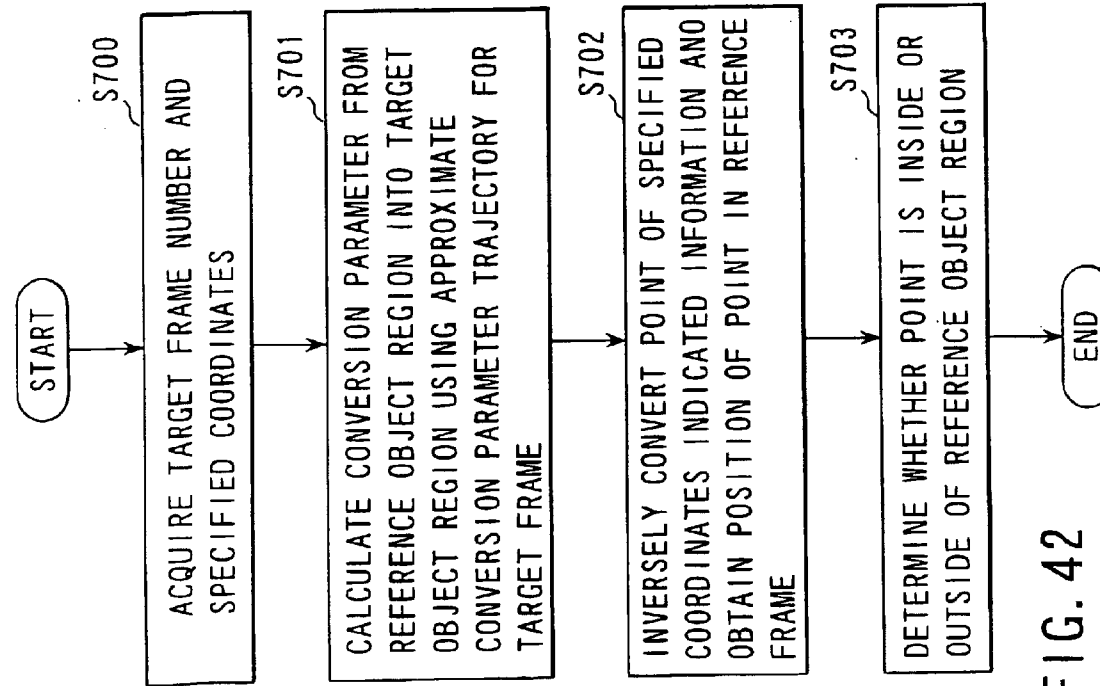 START
S700
ACQUIRE TARGET FRAME NUMBER AND
SPECIFIED COORDINATES
S701
CALCULATE CONVERSION PARAMETER FROM
REFERENCE OBJECT REGION INTO TARGET
OBJECT REGION USING APPROXIMATE
CONVERSION PARAMETER TRAJECTORY FOR
TARGET FRAME
S702
INVERSELY CONVERT POINT OF SPECIFIED
COORDINATES INDICATED INFORMATION AND
OBTAIN POSITION OF POINT IN REFERENCE
FRAME
S703
DETERMINE WHETHER POINT IS INSIDE OR
OUTSIDE OF REFERENCE OBJECT REGION
END
FIG. 42